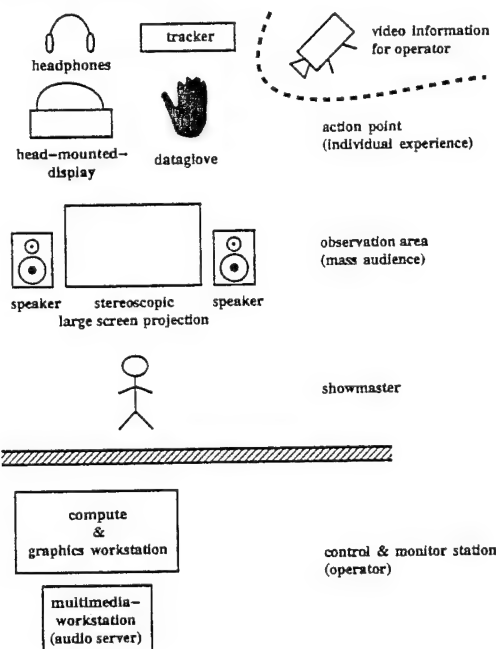 tracker
video information
for operator
headphones
action point
(individual experience)
head-mounted-
display
dataglove
observation area
(mass audience)
speaker
stereoscopic
large screen projection
speaker
showmaster
compute
&
graphics workstation
control & monitor station
(operator)
multimedia-
workstation
(audio server)